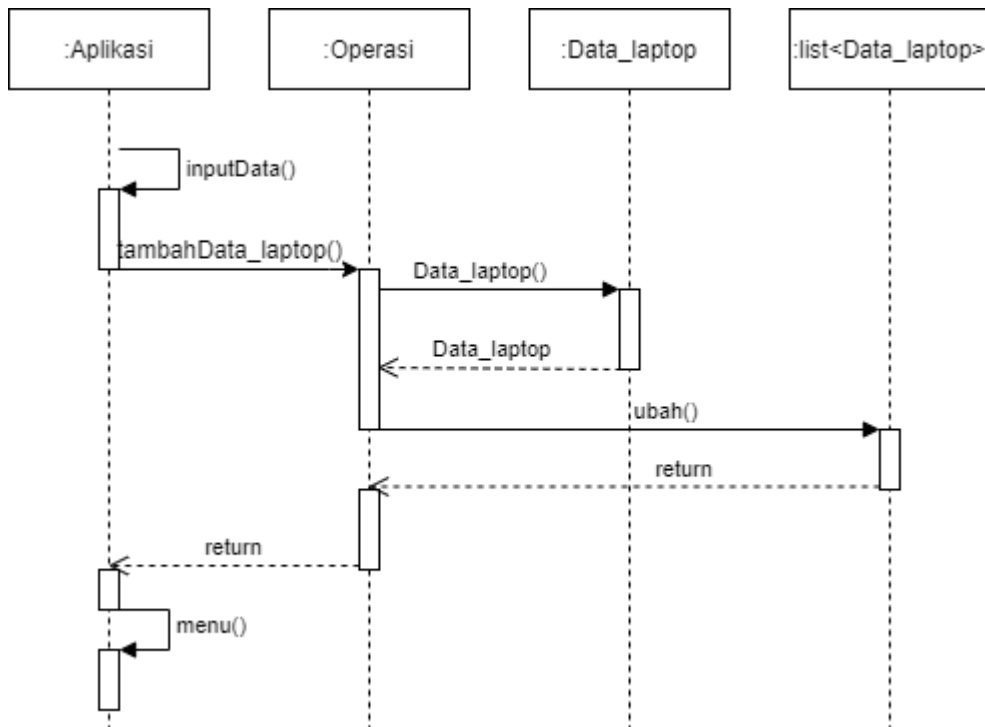 :Aplikasi
:Operasi
:Data_laptop
:list<Data_laptop>
inputData()
tambahData_laptop()
Data_laptop()
Data_laptop
ubah()
return
return
menu()